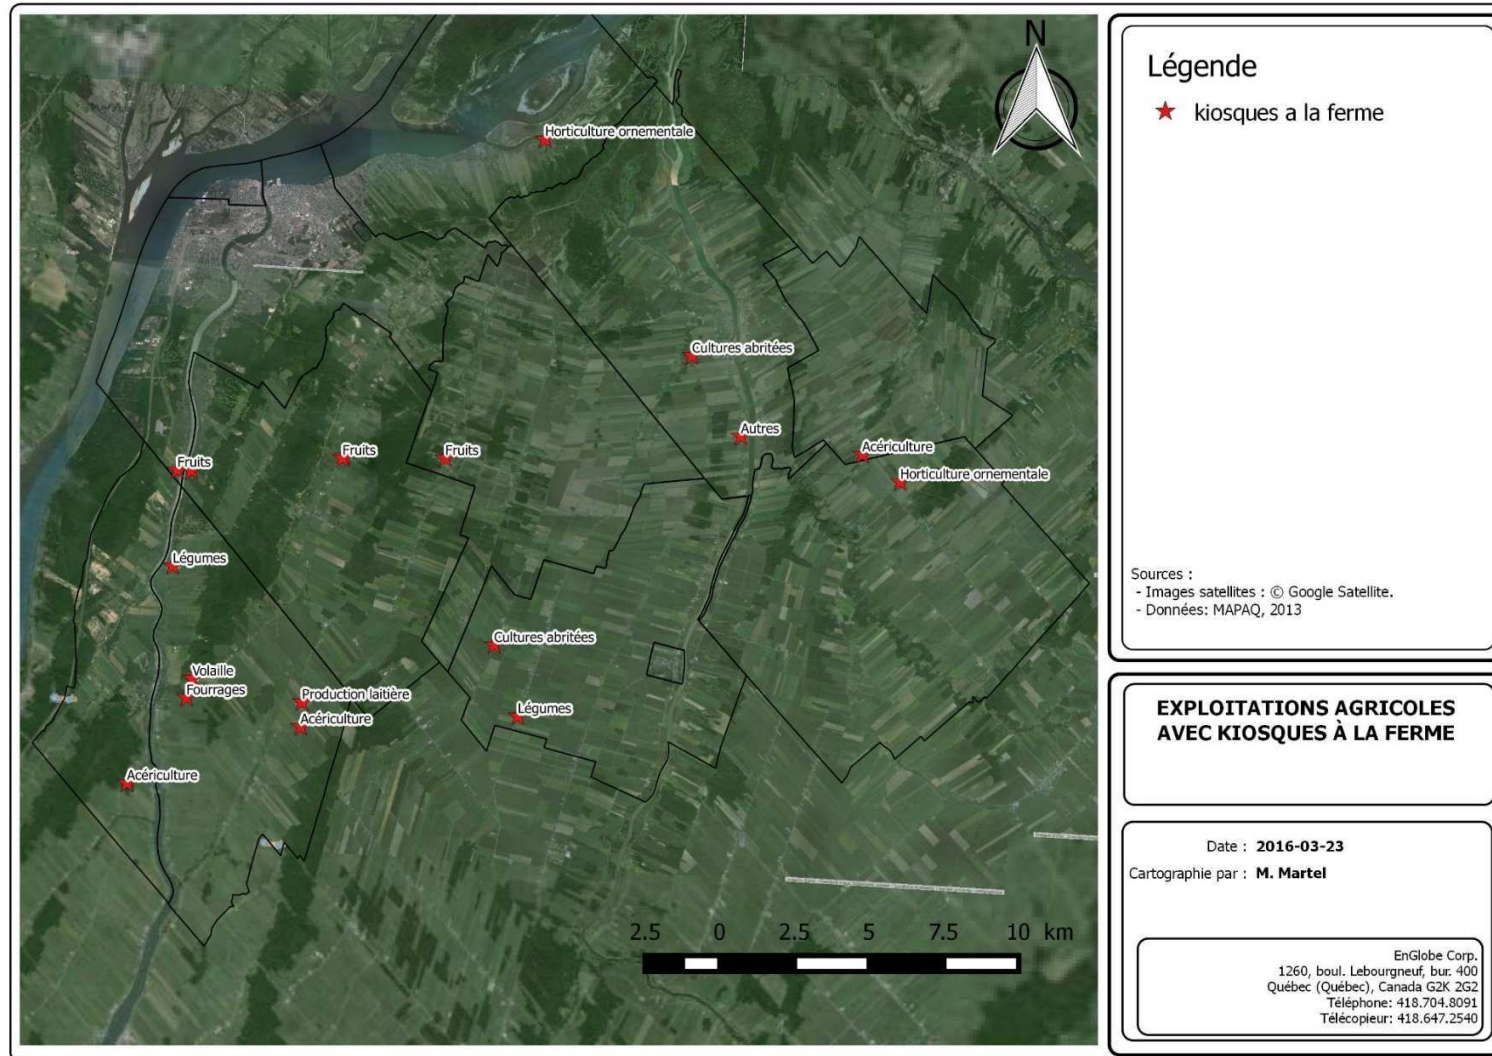 N
Horticulture ornementale
Cultures abritées
Autres
Acériculture
Horticulture ornementale
Fruits
Fruits
Fruits
Légumes
Cultures abritées
Volaille
Fourrages
Production laitière
Acériculture
Légumes
Acériculture
2.5 0 2.5 5 7.5 10 km
Légende
kiosques a la ferme
Sources :
- Images satellites : © Google Satellite.
- Données: MAPAQ, 2013
EXPLOITATIONS AGRICOLES
AVEC KIOSQUES À LA FERME
Date : 2016-03-23
Cartographie par : M. Martel
EnGlobe Corp.
1260, boul. Lebourgneuf, bur. 400
Québec (Québec), Canada G2K 2G2
Téléphone: 418.704.8091
Télécopieur: 418.647.2540